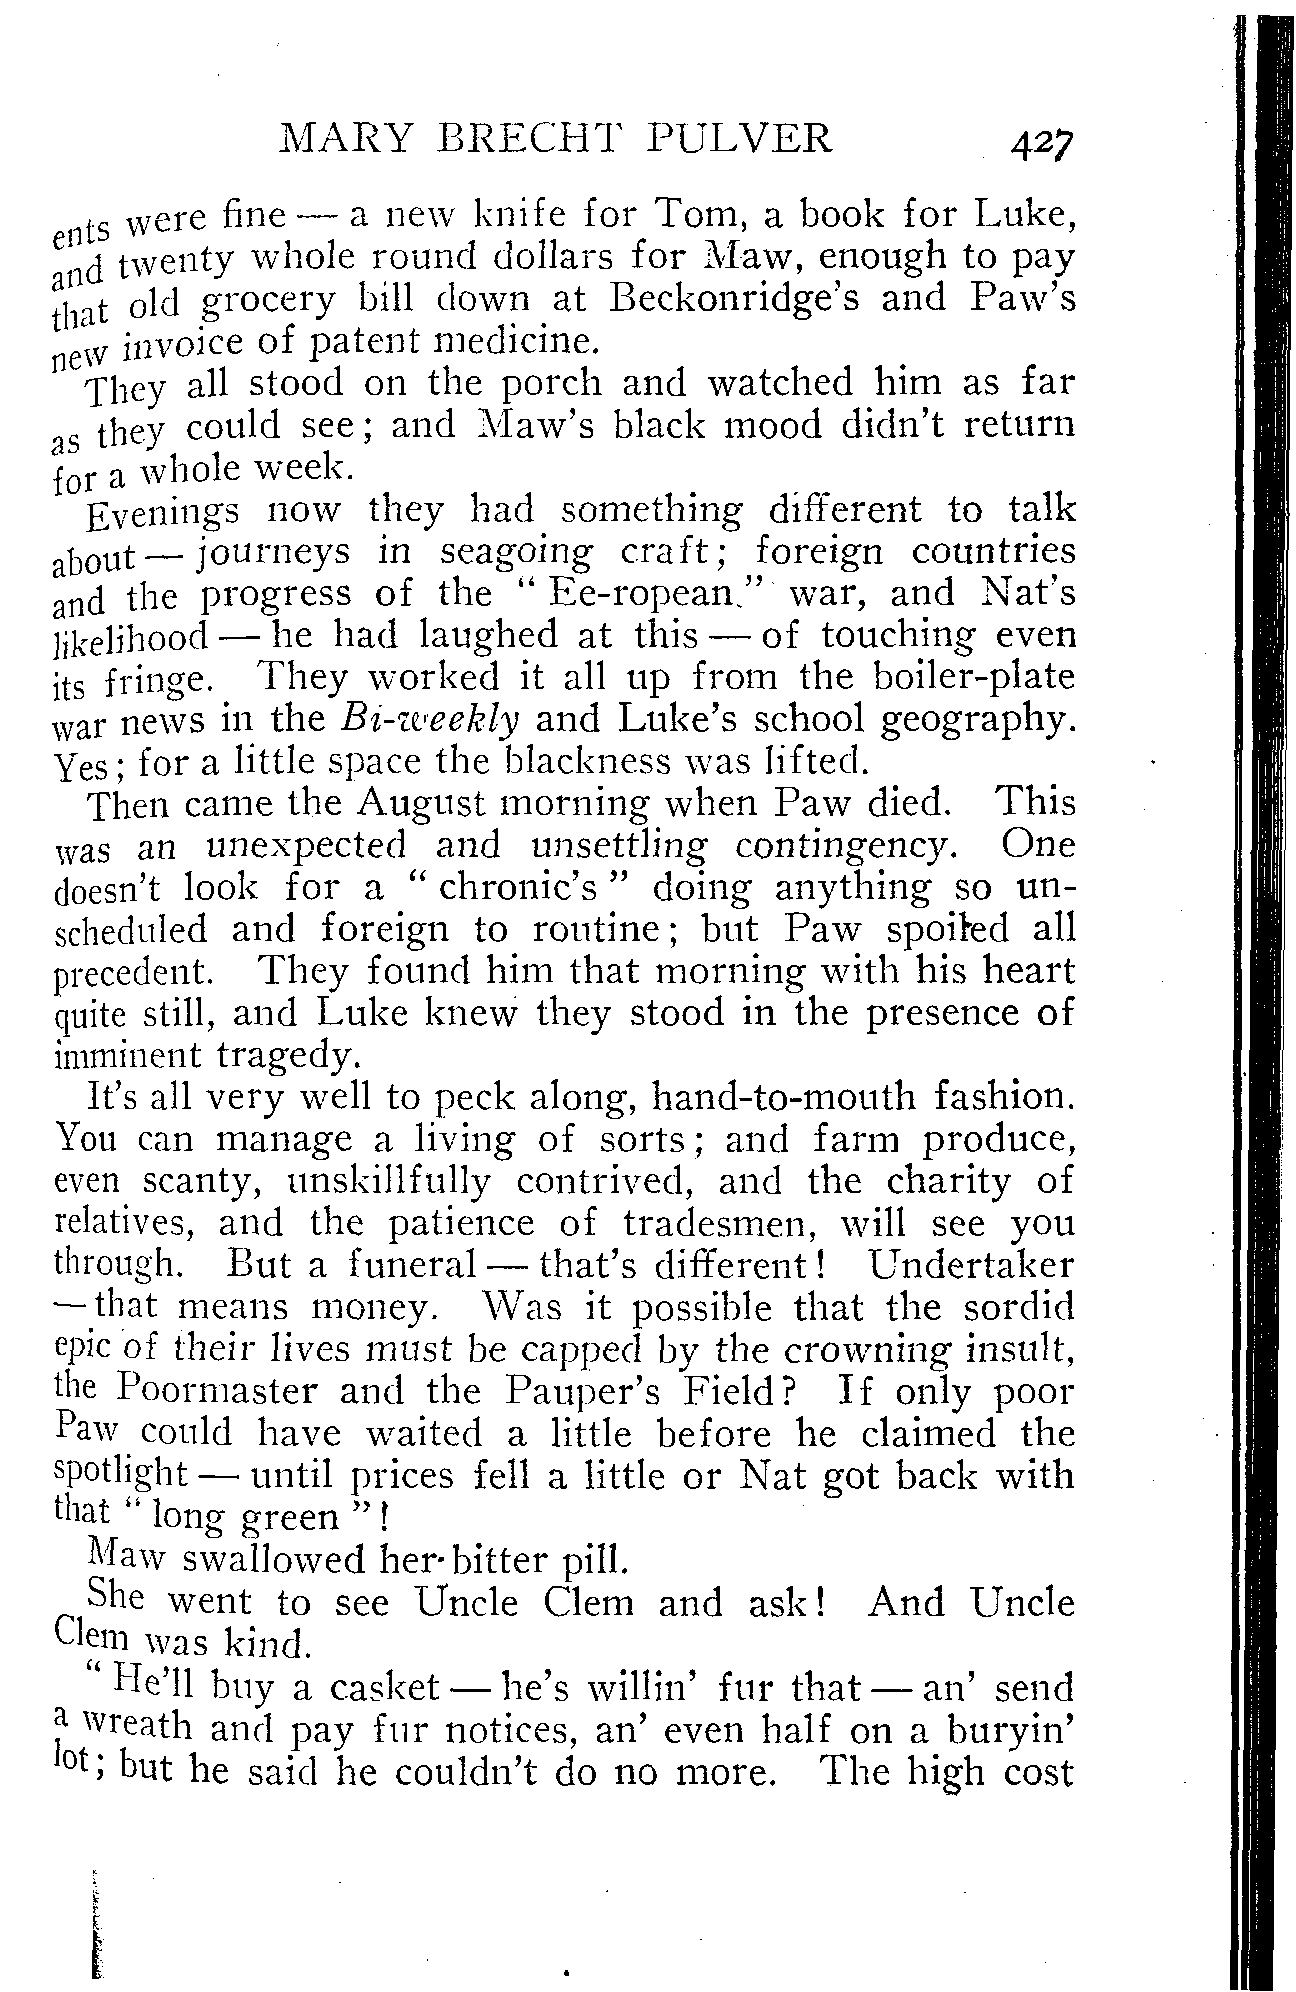 MARY BRECHT PULVER 427
ents were fine — a new knife for Tom, a book for Luke,
and twenty whole round dollars for Maw, enough to pay
that old grocery bill down at Beckonridge's and Paw's
new invoice of patent medicine.
They all stood on the porch and watched him as far
as they could see; and Maw's black mood didn't return
for a whole week.
Evenings now they had something different to talk
about — journeys in seagoing craft; foreign countries
and the progress of the "Ee-ropean." war, and Nat's
likelihood — he had laughed at this — of touching even
its fringe. They worked it all up from the boiler-plate
war news in the Bi-weekly and Luke's school geography.
Yes; for a little space the blackness was lifted.
Then came the August morning when Paw died. This
was an unexpected and unsettling contingency. One
doesn't look for a "chronic's" doing anything so un-
scheduled and foreign to routine; but Paw spoiled all
precedent. They found him that morning with his heart
quite still, and Luke knew they stood in the presence of
imminent tragedy.
It's all very well to peck along, hand-to-mouth fashion.
You can manage a living of sorts; and farm produce,
even scanty, unskillfully contrived, and the charity of
relatives, and the patience of tradesmen, will see you
through. But a funeral — that's different! Undertaker
— that means money. Was it possible that the sordid
epic of their lives must be capped by the crowning insult,
the Poormaster and the Pauper's Field? If only poor
Paw could have waited a little before he claimed the
spotlight — until prices fell a little or Nat got back with
that "long green"!
Maw swallowed her bitter pill.
She went to see Uncle Clem and ask! And Uncle
Clem was kind.
"He'll buy a casket — he's willin' fur that — an' send
a wreath and pay fur notices, an' even half on a buryin'
lot; but he said he couldn't do no more. The high cost